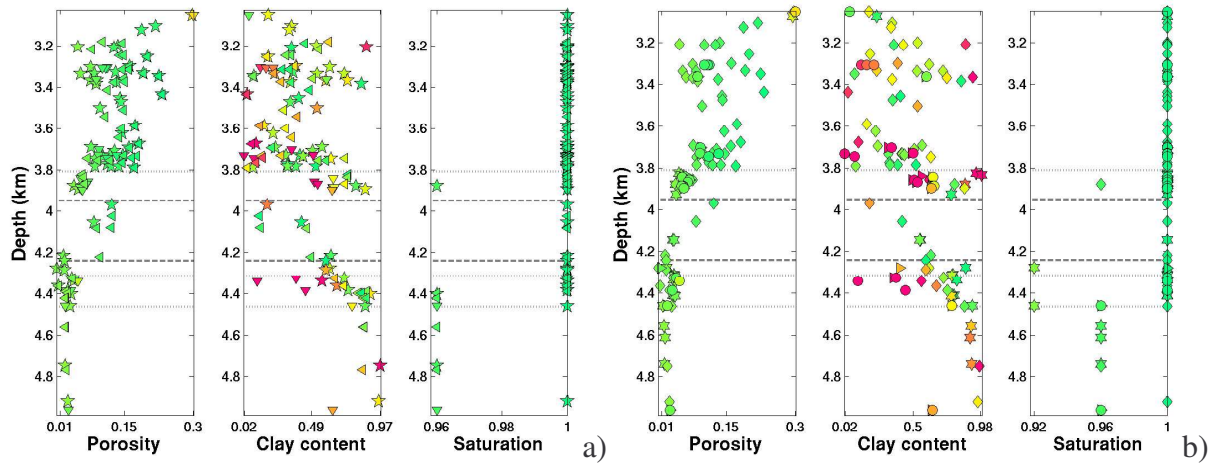 3.2
3.4
3.6
3.8
4
4.2
4.4
4.6
4.8
Depth (km)
0.01 0.15 0.3
Porosity
0.02 0.49 0.97
Clay content
0.96 1
Saturation
a)
3.2
3.4
3.6
3.8
4
4.2
4.4
4.6
4.8
Depth (km)
0.01 0.15 0.3
Porosity
0.02 0.5 0.98
Clay content
0.92 0.96 1
Saturation
b)